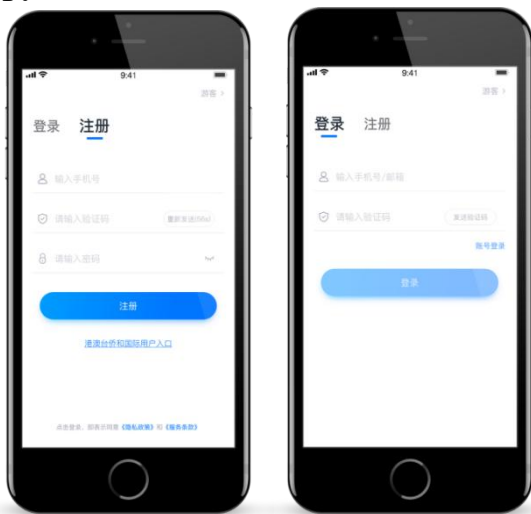 9:41
游客 >
登录 注册
输入手机号
请输入验证码 重新发送(56s)
请输入密码
注册
港澳台侨和国际用户入口
点击登录，即表示同意《隐私政策》和《服务条款》
9:41
游客 >
登录 注册
输入手机号/邮箱
请输入验证码 发送验证码
账号登录
登录